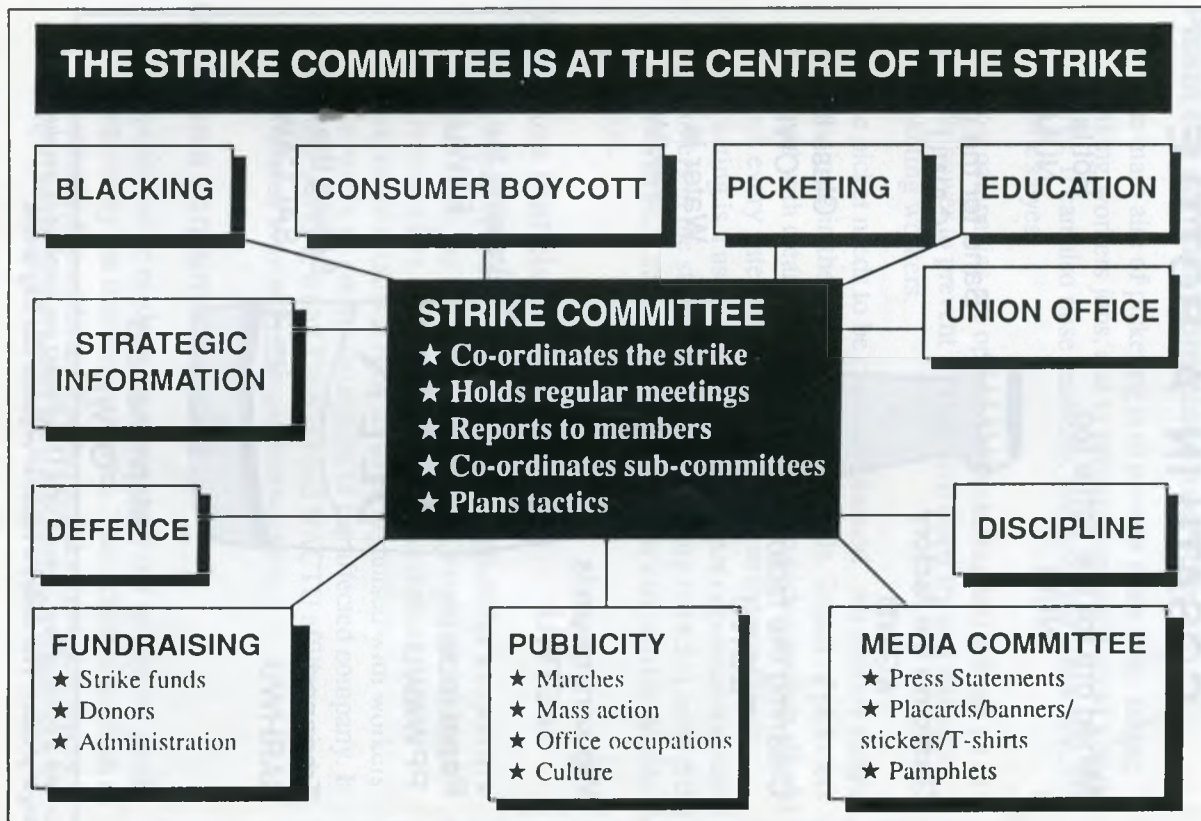 THE STRIKE COMMITTEE IS AT THE CENTRE OF THE STRIKE
BLACKING
CONSUMER BOYCOTT
PICKETING
EDUCATION
STRATEGIC
INFORMATION
STRIKE COMMITTEE
★ Co-ordinates the strike
★ Holds regular meetings
★ Reports to members
★ Co-ordinates sub-committees
★ Plans tactics
UNION OFFICE
DEFENCE
DISCIPLINE
FUNDRAISING
★ Strike funds
★ Donors
★ Administration
PUBLICITY
★ Marches
★ Mass action
★ Office occupations
★ Culture
MEDIA COMMITTEE
★ Press Statements
★ Placards/banners/
stickers/T-shirts
★ Pamphlets